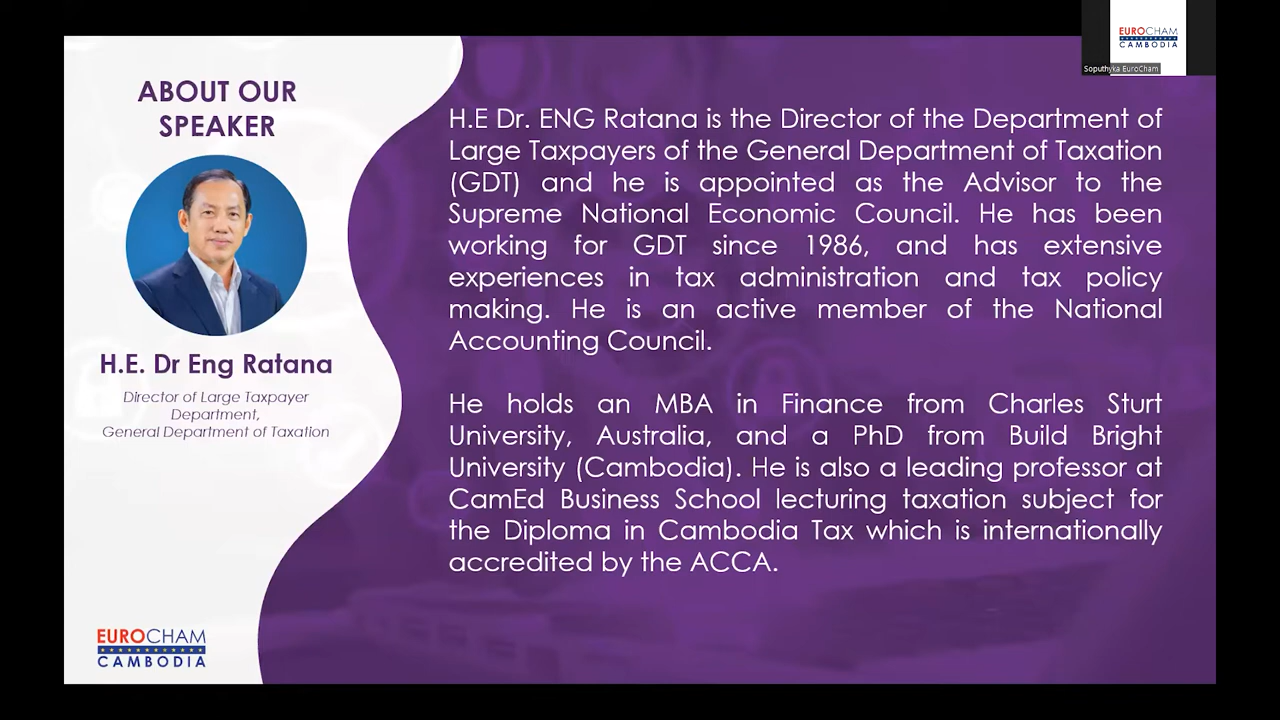 ABOUT OUR
SPEAKER
H.E. Dr Eng Ratana
Director of Large Taxpayer
Department,
General Department of Taxation
EUROCHAM
CAMBODIA
H.E Dr. ENG Ratana is the Director of the Department of
Large Taxpayers of the General Department of Taxation
(GDT) and he is appointed as the Advisor to the
Supreme National Economic Council. He has been
working for GDT since 1986, and has extensive
experiences in tax administration and tax policy
making. He is an active member of the National
Accounting Council.
He holds an MBA in Finance from Charles Sturt
University, Australia, and a PhD from Build Bright
University (Cambodia). He is also a leading professor at
CamEd Business School lecturing taxation subject for
the Diploma in Cambodia Tax which is internationally
accredited by the ACCA.
EUROCHAM
CAMBODIA
Soputhyka EuroCham